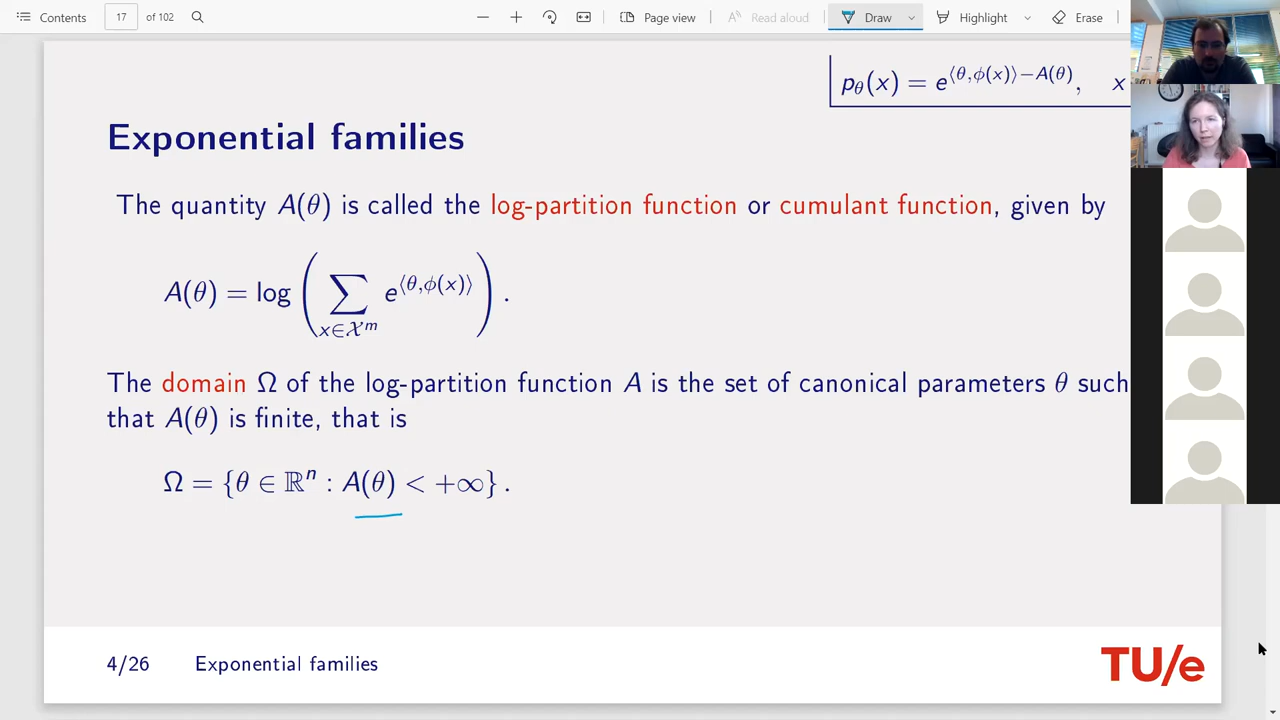 Contents 17 of 102 Page view Read aloud Draw Highlight Erase
p_θ(x) = e^{⟨θ,ϕ(x)⟩−A(θ)}, x
Exponential families
The quantity A(θ) is called the log-partition function or cumulant function, given by
A(θ) = log ( ∑_{x∈𝒳^m} e^{⟨θ,ϕ(x)⟩} ) .
The domain Ω of the log-partition function A is the set of canonical parameters θ such
that A(θ) is finite, that is
Ω = {θ ∈ ℝ^n : A(θ) < +∞} .
4/26 Exponential families
TU/e